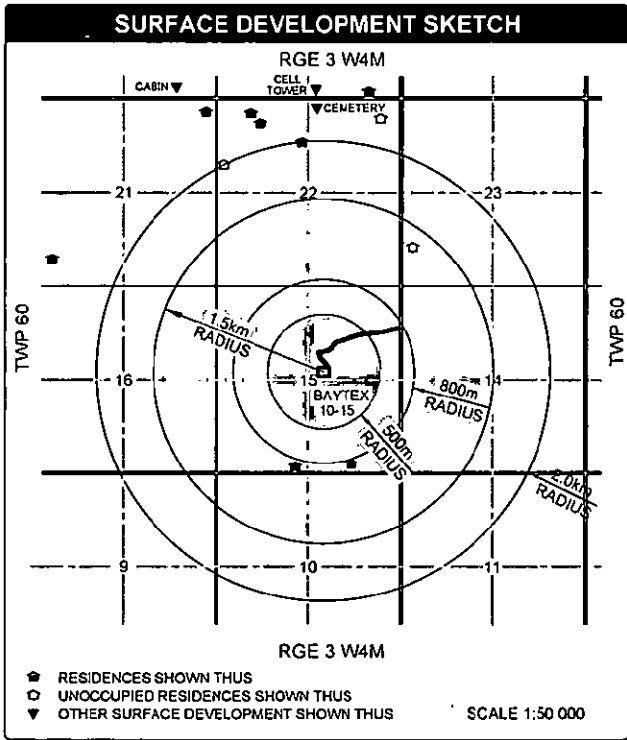 SURFACE DEVELOPMENT SKETCH
RGE 3 W4M
CABIN
CELL
TOWER
CEMETERY
21
22
23
TWP 60
TWP 60
1.5km
RADIUS
16
15
14
BAYTEX
10-15
800m
RADIUS
500m
RADIUS
2.0km
RADIUS
9
10
11
RGE 3 W4M
RESIDENCES SHOWN THUS
UNOCCUPIED RESIDENCES SHOWN THUS
OTHER SURFACE DEVELOPMENT SHOWN THUS
SCALE 1:50 000